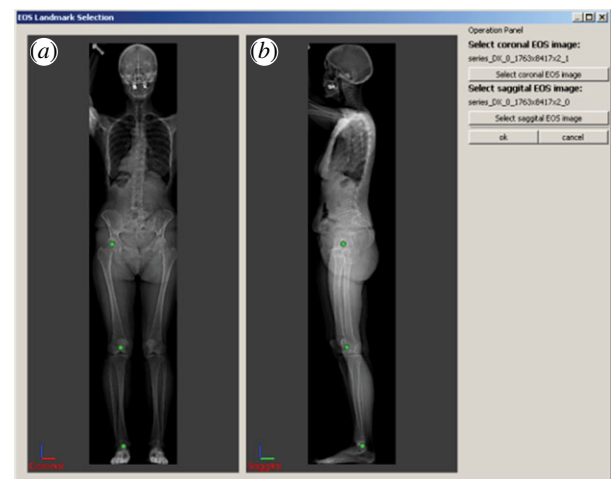 EOS Landmark Selection
a
b
Operation Panel
Select coronal EOS image:
series_DX_0_1763x8417x2_1
Select coronal EOS image
Select saggital EOS image:
series_DX_0_1763x8417x2_0
Select saggital EOS image
ok
cancel
Coronal